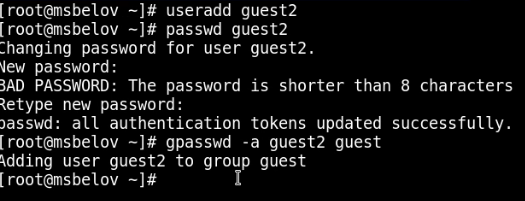 [root@msbelov ~]# useradd guest2
[root@msbelov ~]# passwd guest2
Changing password for user guest2.
New password:
BAD PASSWORD: The password is shorter than 8 characters
Retype new password:
passwd: all authentication tokens updated successfully.
[root@msbelov ~]# gpasswd -a guest2 guest
Adding user guest2 to group guest
[root@msbelov ~]#